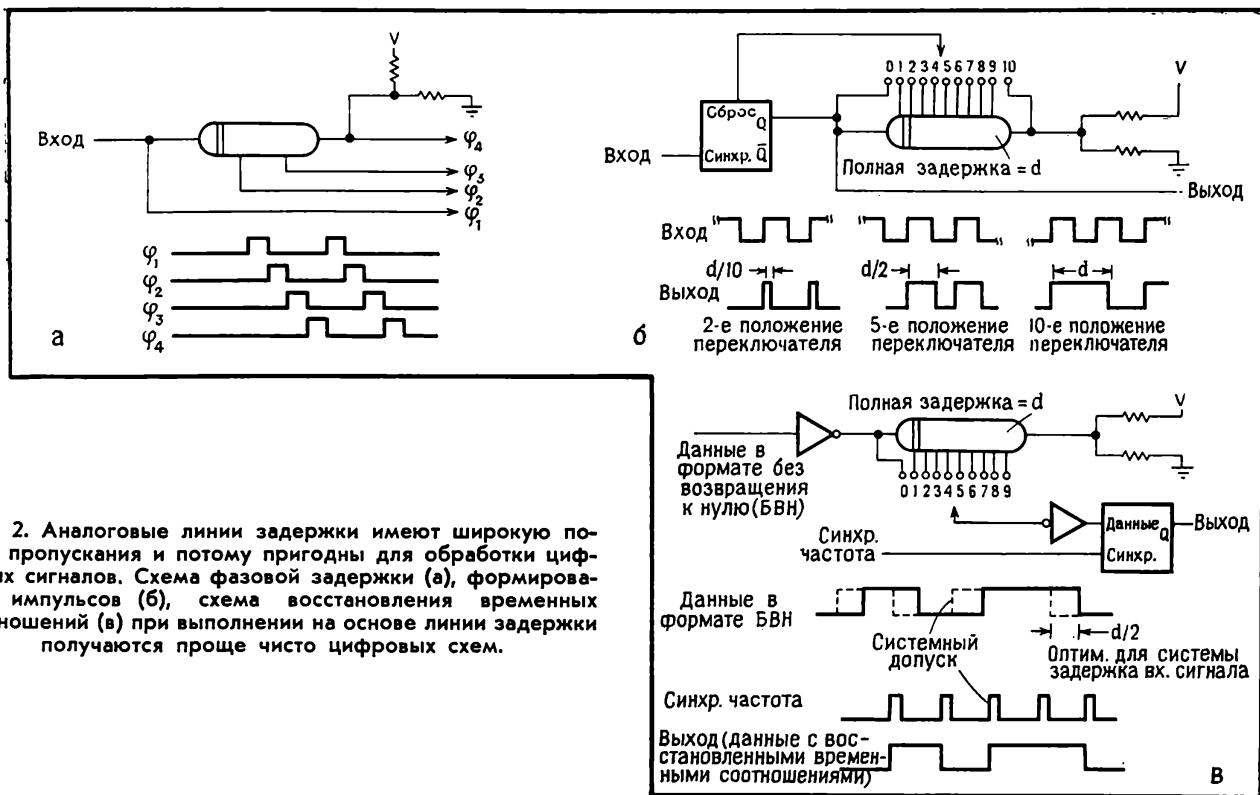 V
Вход
φ4
φ3
φ2
φ1
φ1
φ2
φ3
φ4
а
0 1 2 3 4 5 6 7 8 9 10
V
Сброс Q
Синхр. Q̅
Вход
Полная задержка = d
Выход
Вход
d/10
d/2
d
Выход
2-е положение переключателя
5-е положение переключателя
10-е положение переключателя
б
Полная задержка = d
V
Данные в
формате без
возвращения
к нулю (БВН)
0 1 2 3 4 5 6 7 8 9
Данные Q
Синхр.
Выход
Синхр.
частота
Данные в
формате БВН
Системный
допуск
d/2
Оптим. для системы
задержка вх. сигнала
Синхр. частота
Выход (данные с вос-
становленными времен-
ными соотношениями)
в
2. Аналоговые линии задержки имеют широкую по-
пропускания и потому пригодны для обработки циф-
х сигналов. Схема фазовой задержки (а), формирова-
импульсов (б), схема восстановления временных
ношений (в) при выполнении на основе линии задержки
получаются проще чисто цифровых схем.